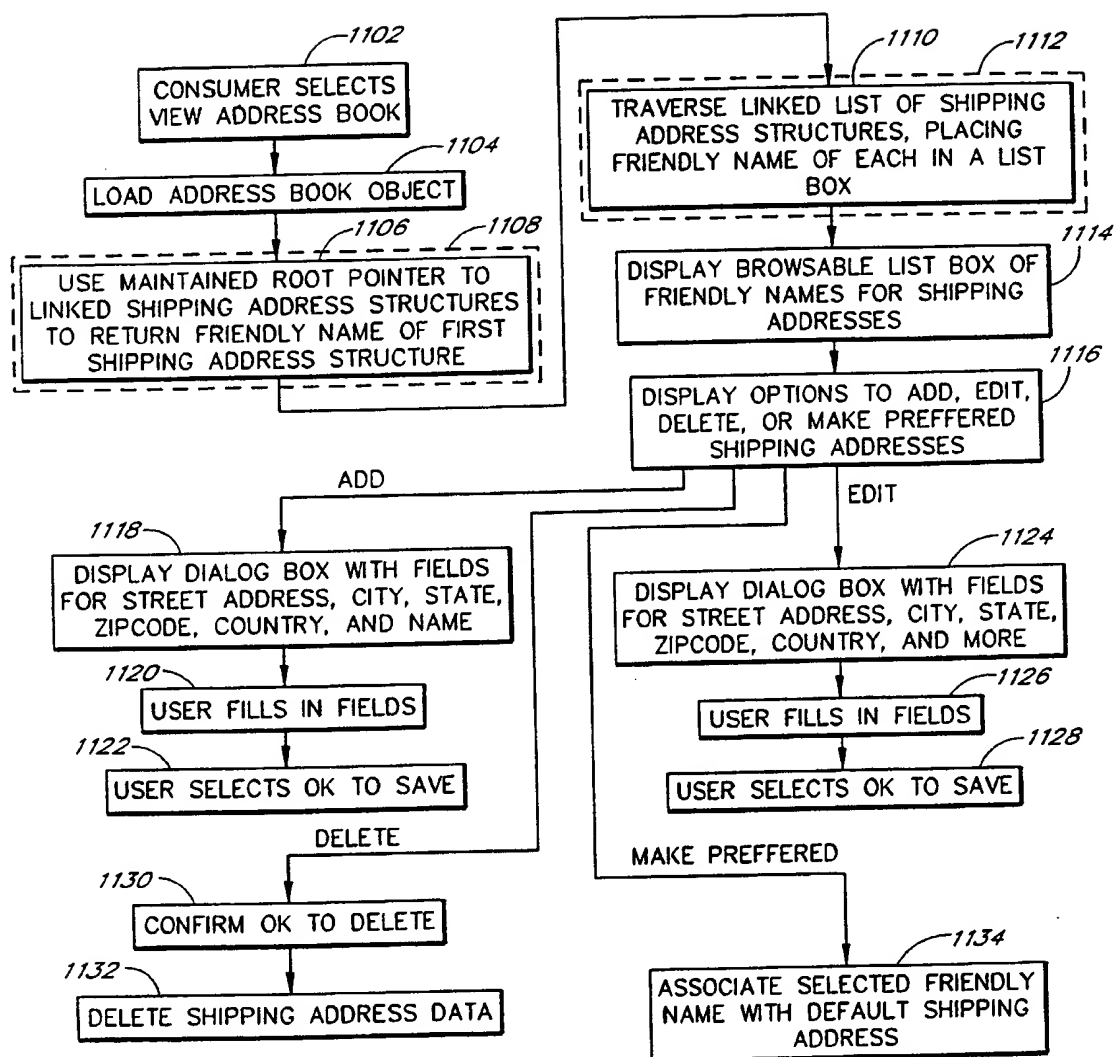 1102
CONSUMER SELECTS
VIEW ADDRESS BOOK
1104
LOAD ADDRESS BOOK OBJECT
1106
1108
USE MAINTAINED ROOT POINTER TO
LINKED SHIPPING ADDRESS STRUCTURES
TO RETURN FRIENDLY NAME OF FIRST
SHIPPING ADDRESS STRUCTURE
1110
1112
TRAVERSE LINKED LIST OF SHIPPING
ADDRESS STRUCTURES, PLACING
FRIENDLY NAME OF EACH IN A LIST
BOX
1114
DISPLAY BROWSABLE LIST BOX OF
FRIENDLY NAMES FOR SHIPPING
ADDRESSES
1116
DISPLAY OPTIONS TO ADD, EDIT,
DELETE, OR MAKE PREFFERED
SHIPPING ADDRESSES
ADD
EDIT
1118
DISPLAY DIALOG BOX WITH FIELDS
FOR STREET ADDRESS, CITY, STATE,
ZIPCODE, COUNTRY, AND NAME
1120
USER FILLS IN FIELDS
1122
USER SELECTS OK TO SAVE
1124
DISPLAY DIALOG BOX WITH FIELDS
FOR STREET ADDRESS, CITY, STATE,
ZIPCODE, COUNTRY, AND MORE
1126
USER FILLS IN FIELDS
1128
USER SELECTS OK TO SAVE
DELETE
1130
CONFIRM OK TO DELETE
1132
DELETE SHIPPING ADDRESS DATA
MAKE PREFFERED
1134
ASSOCIATE SELECTED FRIENDLY
NAME WITH DEFAULT SHIPPING
ADDRESS